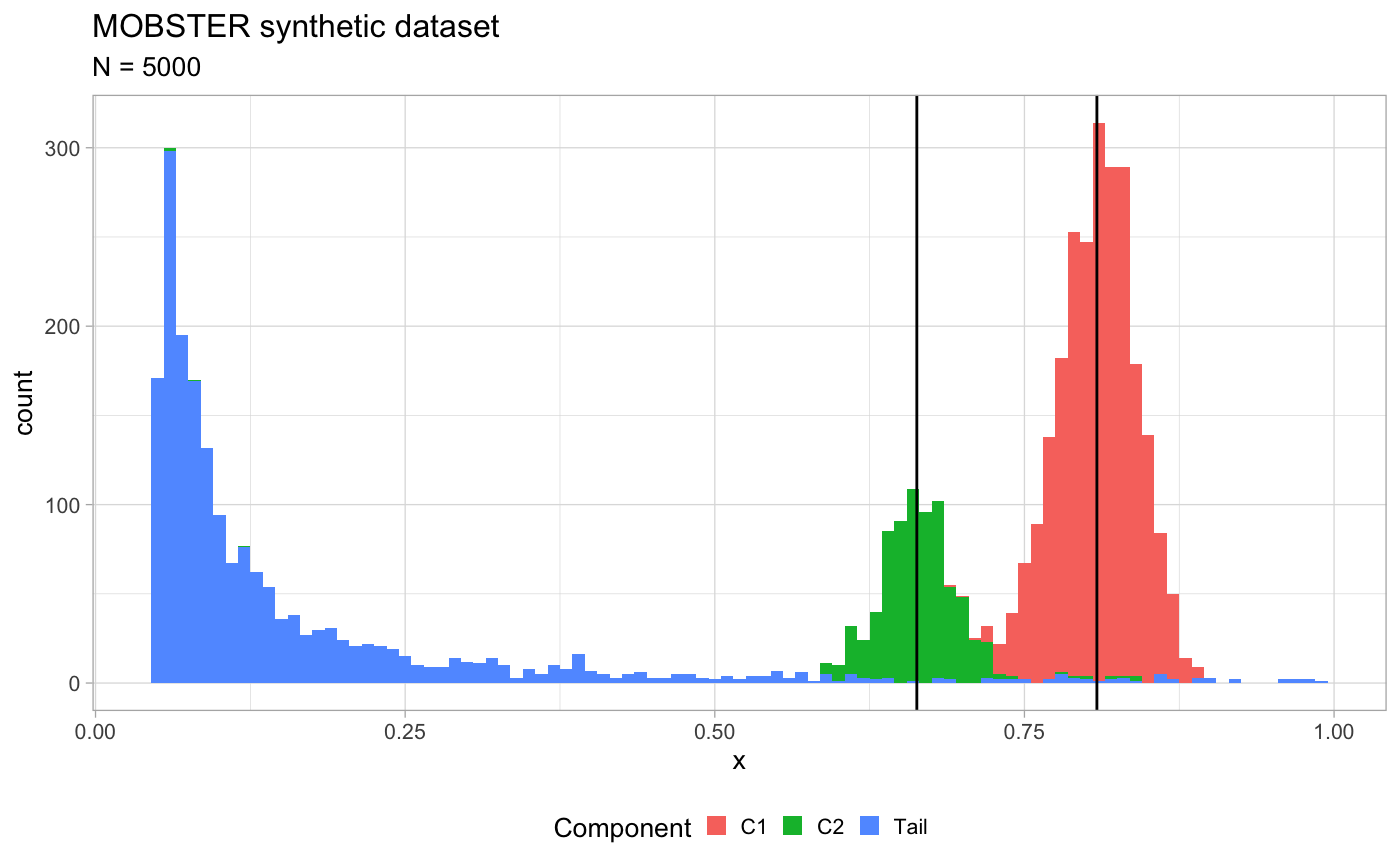 MOBSTER synthetic dataset
N = 5000
300
200
100
0
count
0.00 0.25 0.50 0.75 1.00
x
Component C1 C2 Tail